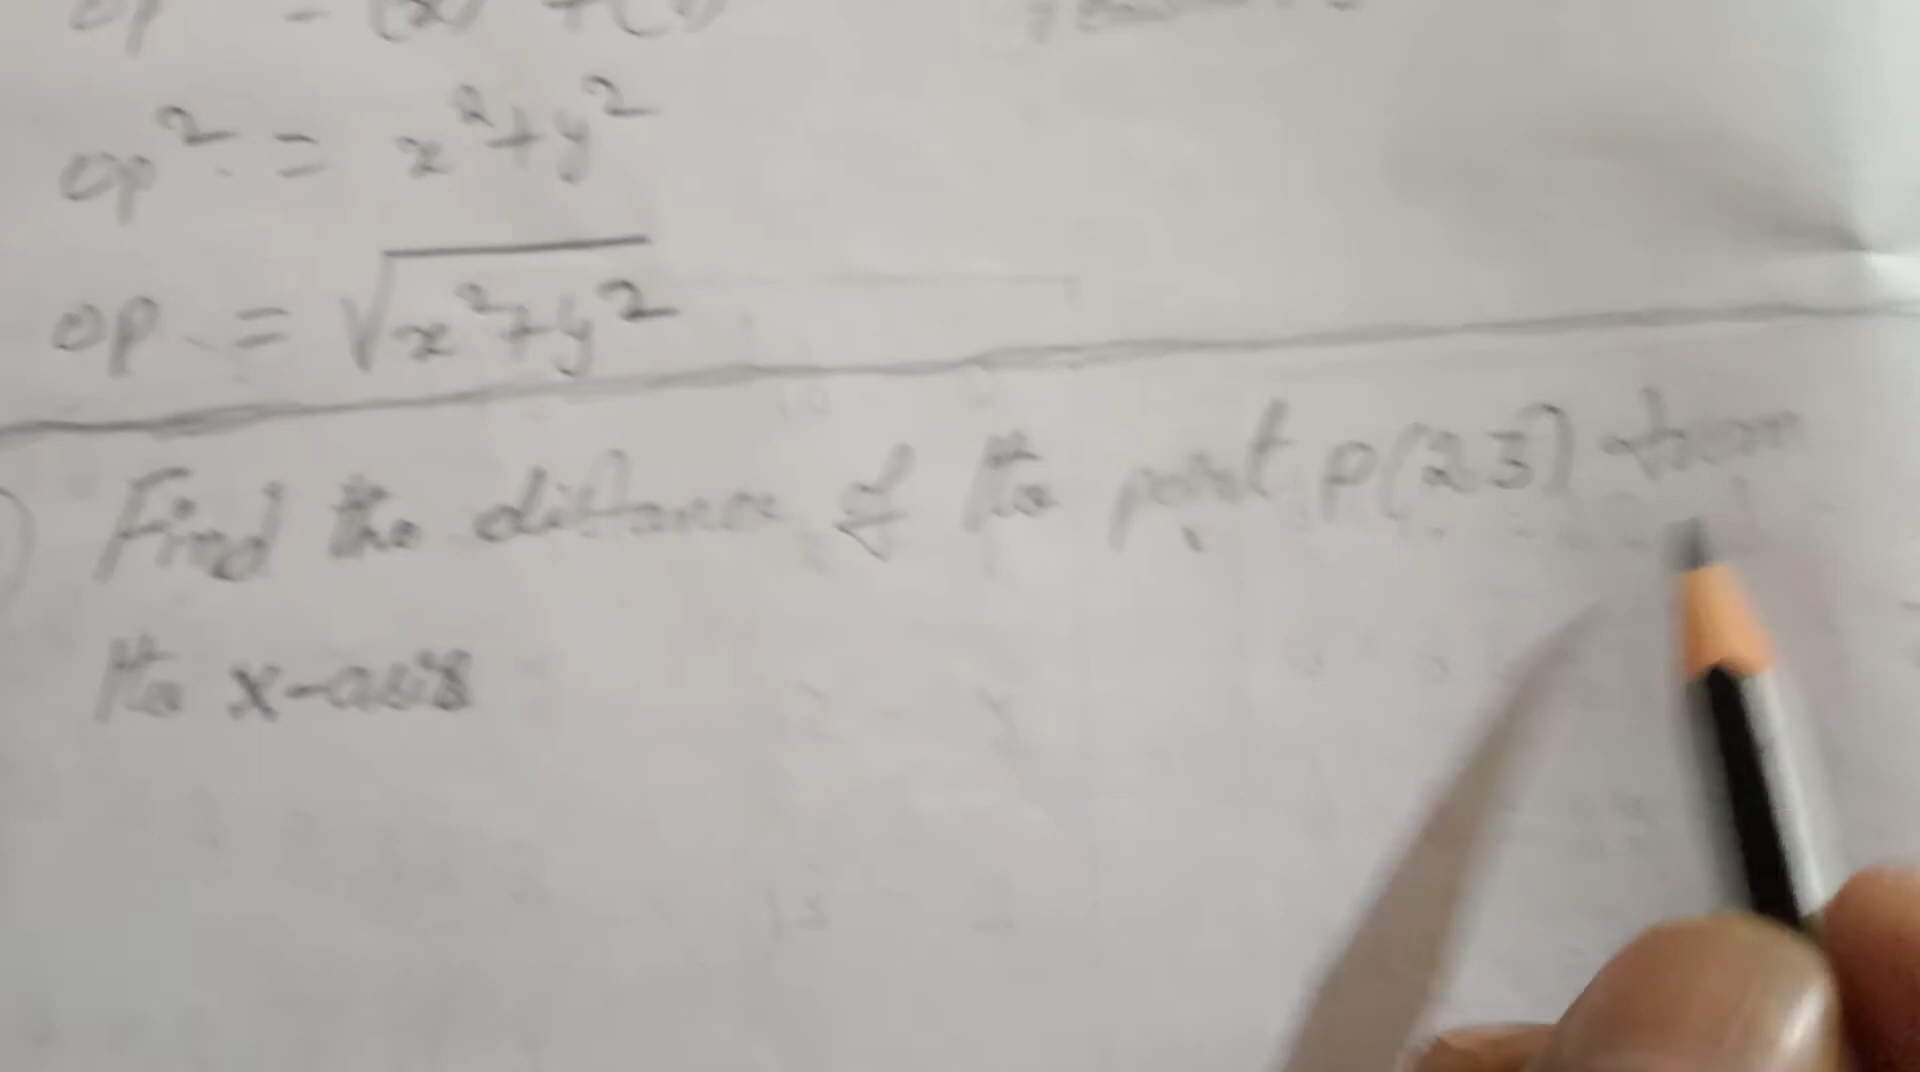 op² = x²+y²
op = √x²+y²
Find the distance of the point P(2,3) from
the x-axis